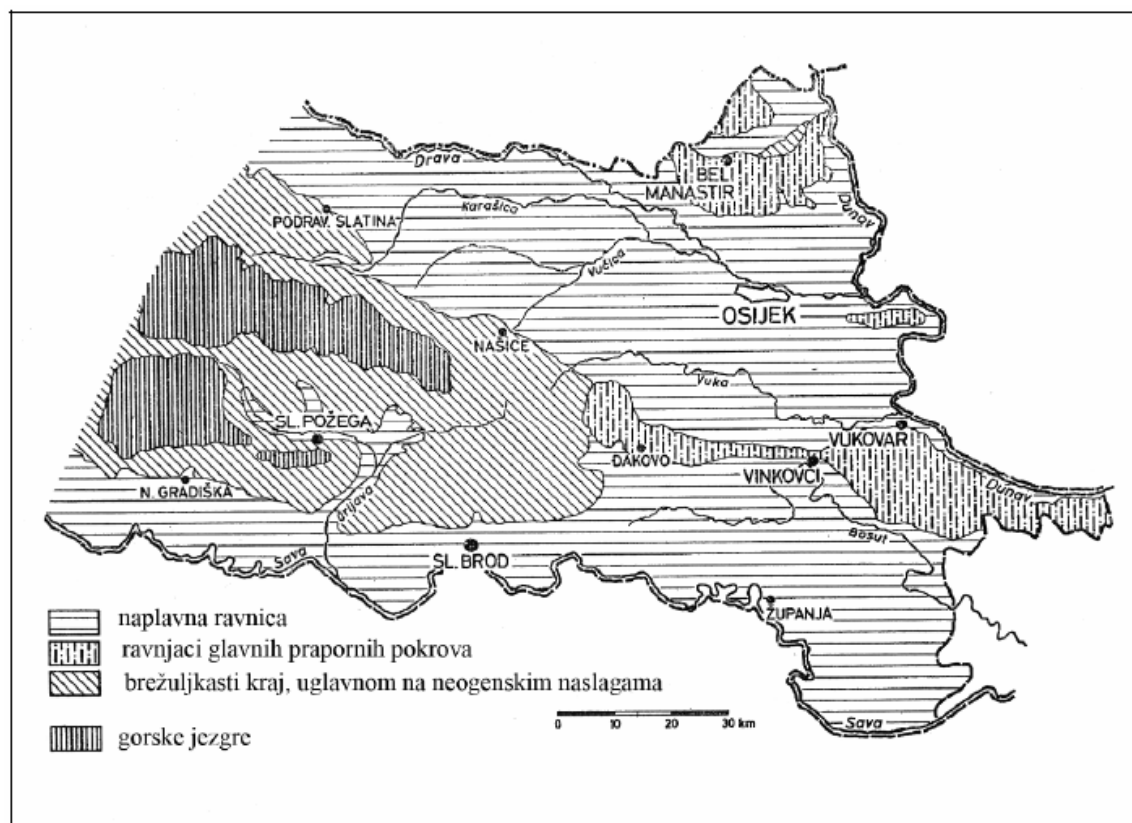 Drava
BELI
MANASTIR
Karašica
Dunav
PODRAV. SLATINA
Vučica
OSIJEK
NAŠICE
Vuka
SL. POŽEGA
VUKOVAR
ĐAKOVO
VINKOVCI
N. GRADIŠKA
Dunav
Orljava
Bosut
Sava
SL. BROD
ŽUPANJA
naplavna ravnica
ravnjaci glavnih prapornih pokrova
brežuljkasti kraj, uglavnom na neogenskim naslagama
gorske jezgre
0 10 20 30 km
Sava